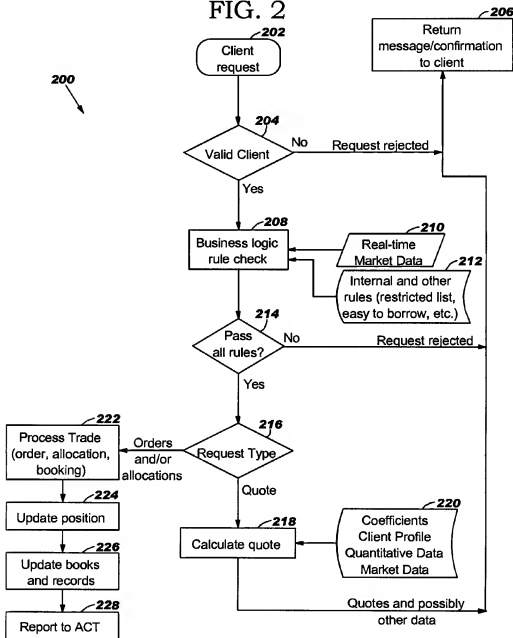 FIG. 2
202
Client
request
206
Return
message/confirmation
to client
200
204
Valid Client
No
Request rejected
Yes
208
Business logic
rule check
210
Real-time
Market Data
212
Internal and other
rules (restricted list,
easy to borrow, etc.)
214
Pass
all rules?
No
Request rejected
Yes
216
Request Type
Orders
and/or
allocations
222
Process Trade
(order, allocation,
booking)
Quote
224
Update position
218
Calculate quote
220
Coefficients
Client Profile
Quantitative Data
Market Data
226
Update books
and records
Quotes and possibly
other data
228
Report to ACT